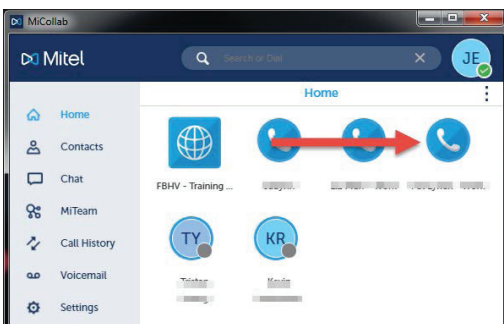 MiCollab
Mitel
Search or Dial
JE
Home
Home
Contacts
Chat
MiTeam
Call History
Voicemail
Settings
FBHV - Training ...
TY
KR